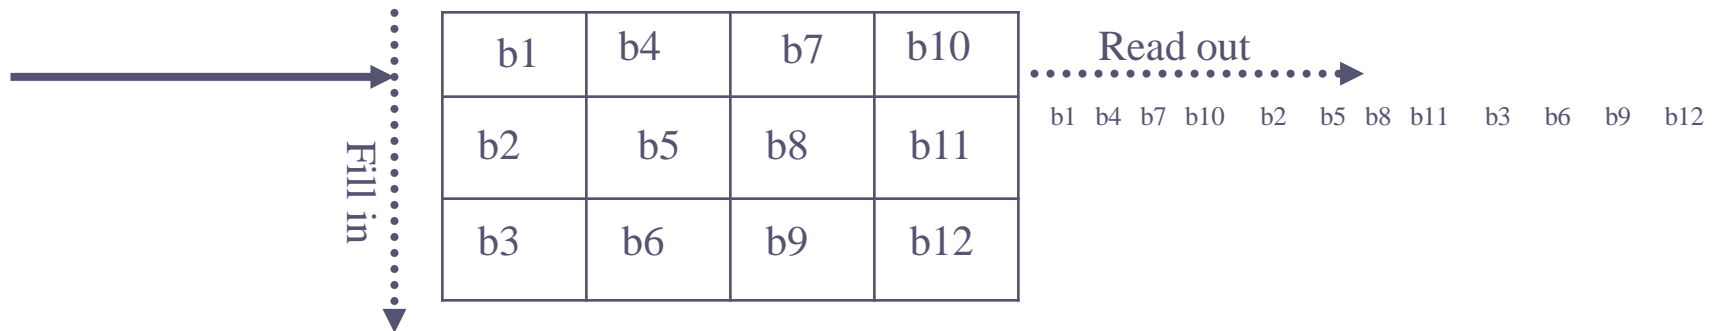 Fill in
b1 b4 b7 b10
b2 b5 b8 b11
b3 b6 b9 b12
Read out
b1 b4 b7 b10 b2 b5 b8 b11 b3 b6 b9 b12